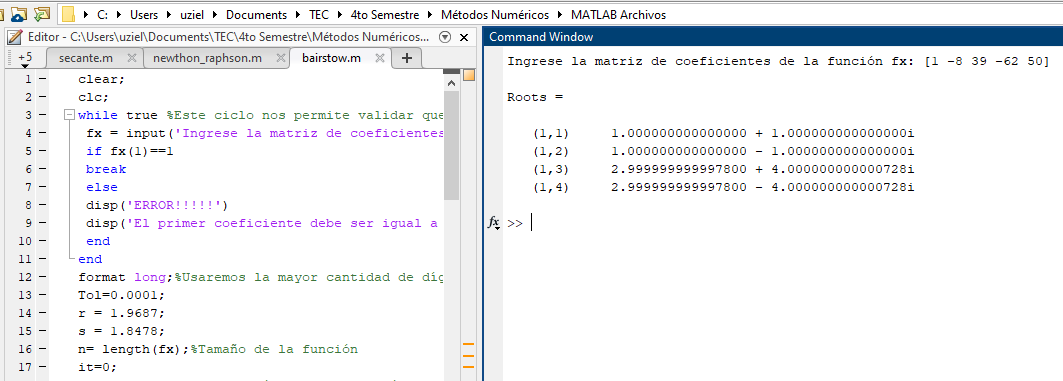 C: Users uziel Documents TEC 4to Semestre Métodos Numéricos MATLAB Archivos
Editor - C:\Users\uziel\Documents\TEC\4to Semestre\Métodos Numéricos...
+5 secante.m newthon_raphson.m bairstow.m +
1 - clear;
2 - clc;
3 - while true %Este ciclo nos permite validar que
4 - fx = input('Ingrese la matriz de coeficientes
5 - if fx(1)==1
6 - break
7 - else
8 - disp('ERROR!!!!!')
9 - disp('El primer coeficiente debe ser igual a
10 - end
11 - end
12 - format long;%Usaremos la mayor cantidad de díg
13 - Tol=0.0001;
14 - r = 1.9687;
15 - s = 1.8478;
16 - n= length(fx);%Tamaño de la función
17 - it=0;
Command Window
Ingrese la matriz de coeficientes de la función fx: [1 -8 39 -62 50]
Roots =
(1,1) 1.000000000000000 + 1.000000000000000i
(1,2) 1.000000000000000 - 1.000000000000000i
(1,3) 2.999999999997800 + 4.000000000000728i
(1,4) 2.999999999997800 - 4.000000000000728i
fx >>